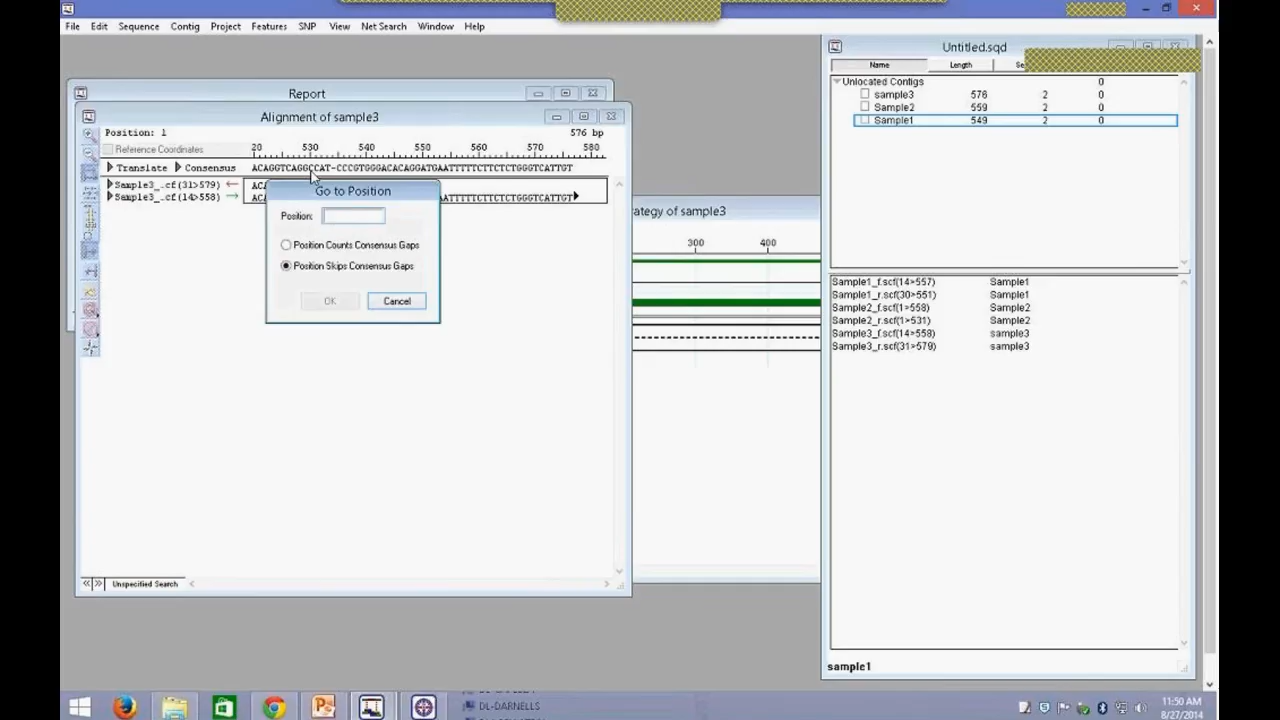 File Edit Sequence Contig Project Features SNP View Net Search Window Help
Untitled.sqd
Name Length
Unlocated Contigs 0
sample3 576 2 0
Sample2 559 2 0
Sample1 549 2 0
Report
Alignment of sample3
Position: 1 576 bp
Reference Coordinates 20 530 540 550 560 570 580
Translate Consensus ACAGGTCAGGCCAT-CCCGTGGGACACAGGATGAATTTTTCTTCTCTGGGTCATTGT
Sample3_.cf(31>579)
Sample3_.cf(14>558)
Go to Position
Position:
Position Counts Consensus Gaps
Position Skips Consensus Gaps
OK Cancel
of sample3
300 400
Sample1_f.scf(14>557) Sample1
Sample1_r.scf(30>551) Sample1
Sample2_f.scf(1>558) Sample2
Sample2_r.scf(1>531) Sample2
Sample3_f.scf(14>558) sample3
Sample3_r.scf(31>579) sample3
Unspecified Search
sample1
DL-DARNELLS
11:50 AM
8/27/2014